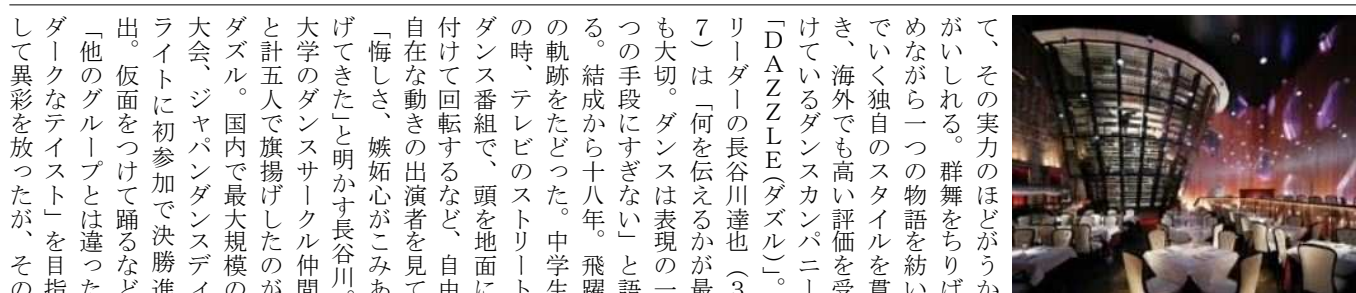 て、その実力のほどがうか
がいしれる。群舞をちりば
めながら一つの物語を紡い
でいく独自のスタイルを貫
き、海外でも高い評価を受
けているダンスカンパニー
「DAZZLE(ダズル)」。
リーダーの長谷川達也(3
7)は「何を伝えるかが最
も大切。ダンスは表現の一
つの手段にすぎない」と語
る。結成から十八年。飛躍
の軌跡をたどった。中学生
の時、テレビのストリート
ダンス番組で、頭を地面に
付けて回転するなど、自由
自在な動きの出演者を見て
「悔しさ、嫉妬心がこみあ
げてきた」と明かす長谷川。
大学のダンスサークル仲間
と計五人で旗揚げしたのが
ダズル。国内で最大規模の
大会、ジャパンダンスディ
ライトに初参加で決勝進
出。仮面をつけて踊るなど
「他のグループとは違った
ダークなテイスト」を目指
して異彩を放ったが、その